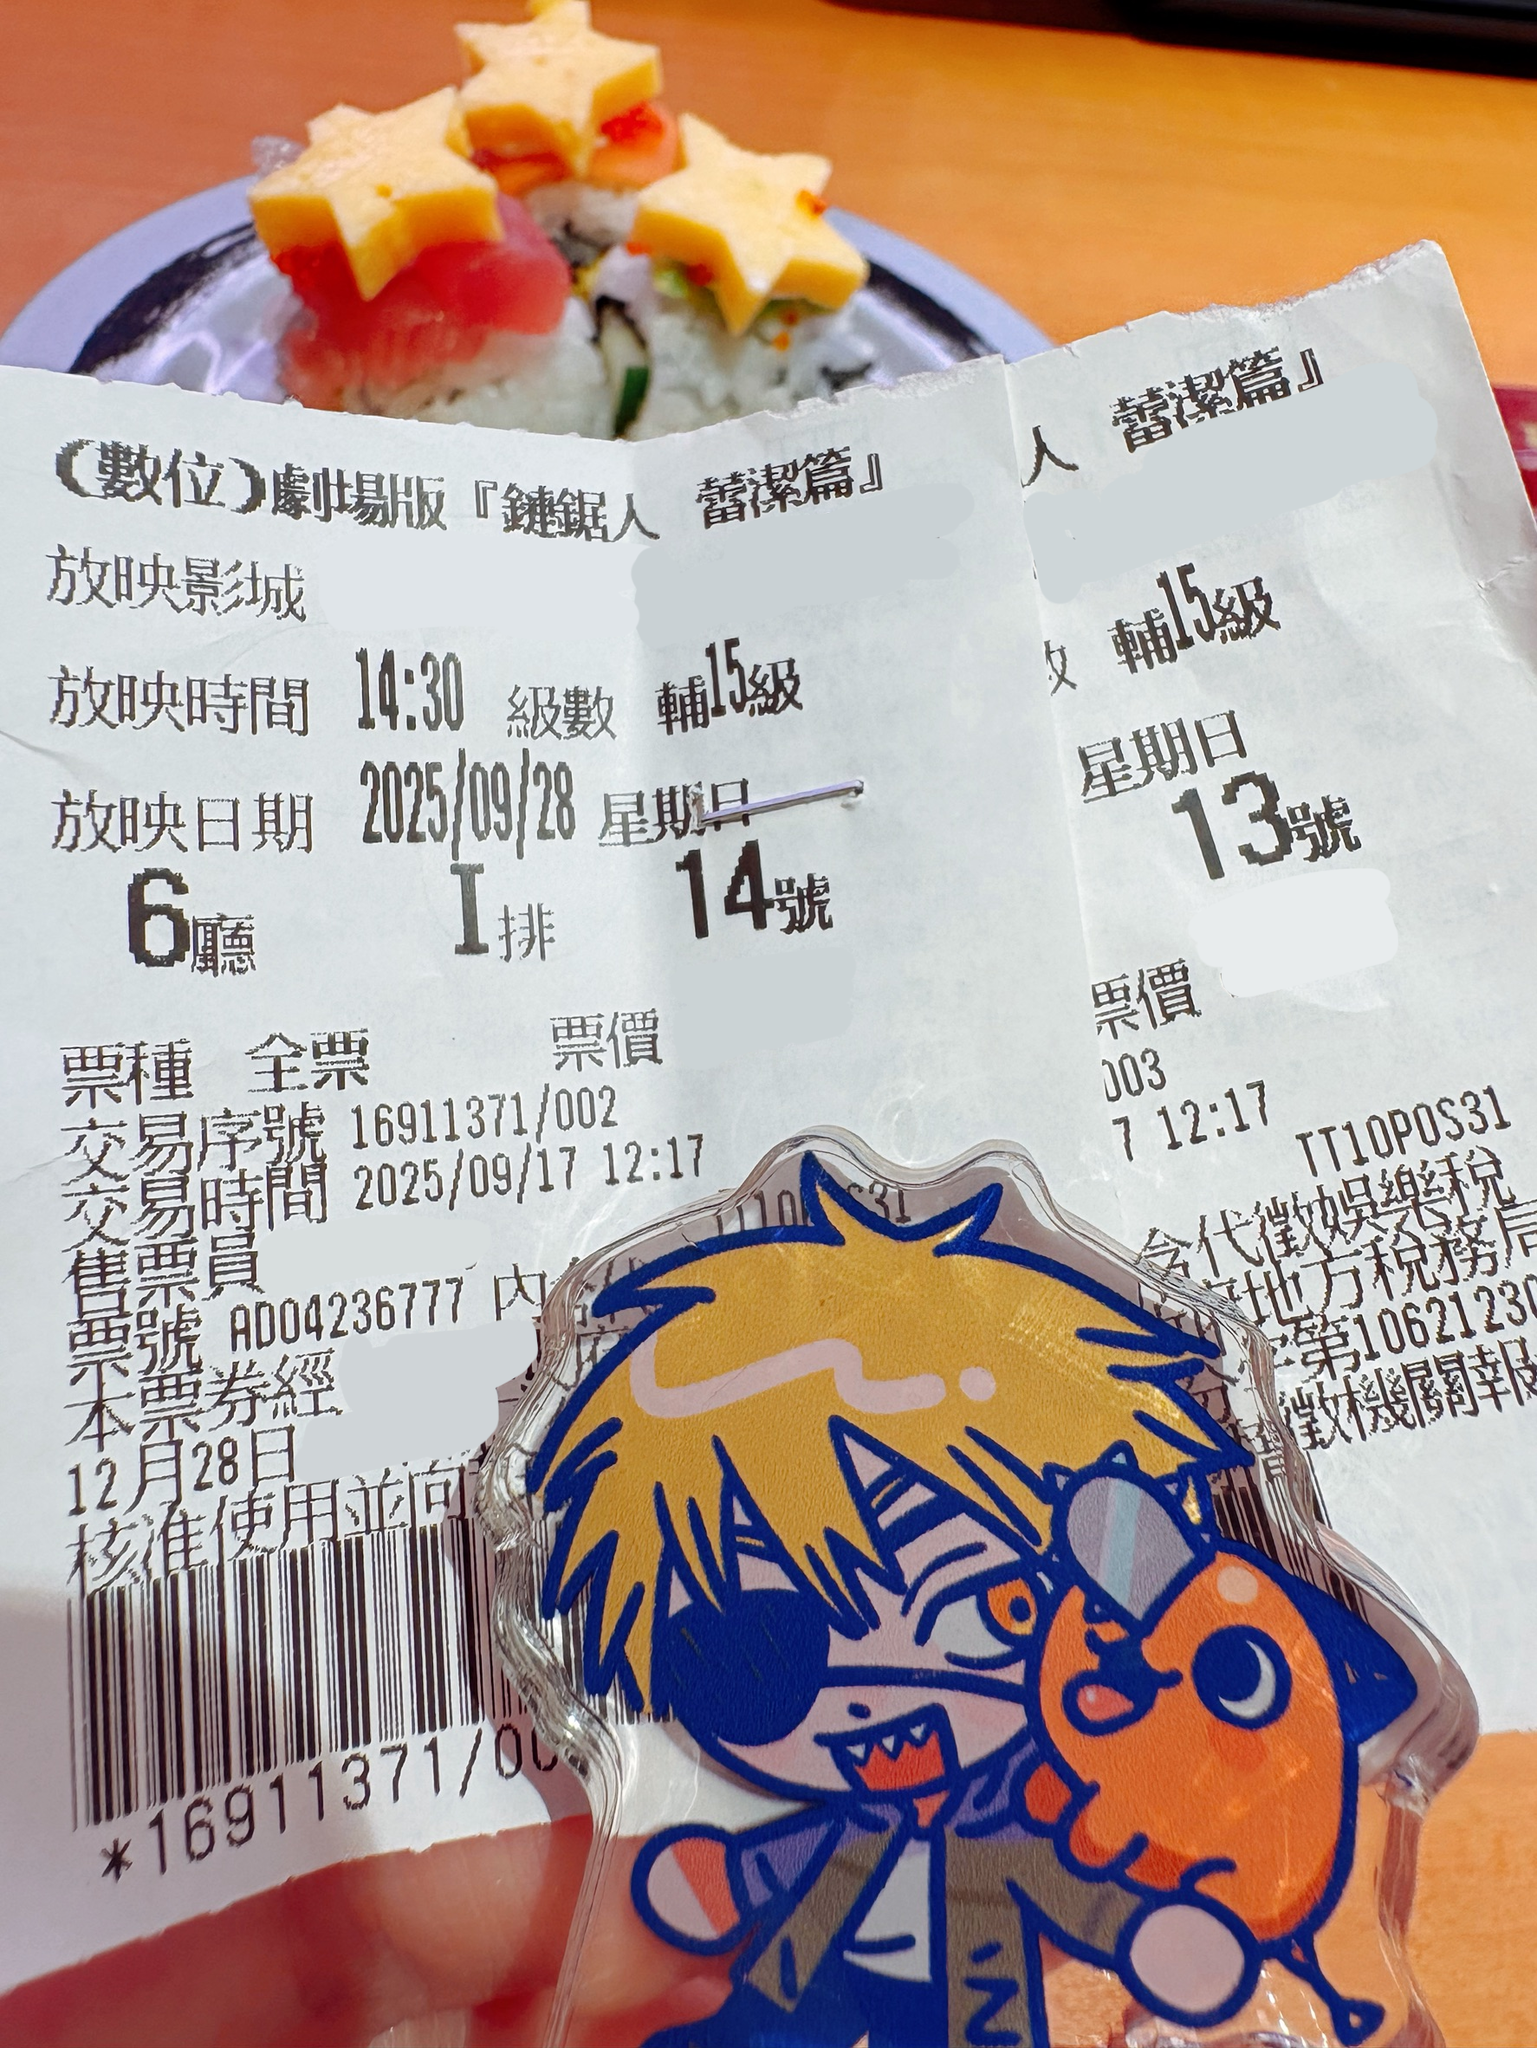 (數位)劇場版『鏈鋸人 蕾潔篇』
放映影城
放映時間 14:30 級數 輔15級
放映日期 2025/09/28 星期日
6廳 I排 14號
票種 全票 票價
交易序號 16911371/002
交易時間 2025/09/17 12:17
售票員
票號 AD04236777 內
本票券經
12月28日
核准使用並向
*16911371/00
人 蕾潔篇』
輔15級
星期日
13號
票價
003
7 12:17
TT10POS31
含代徵娛樂稅
地方稅務局
第10621230
徵機關報